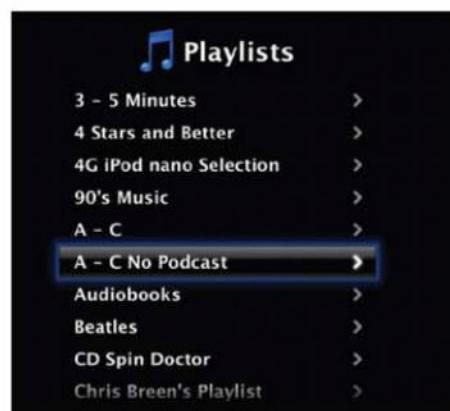 Playlists
3 - 5 Minutes
4 Stars and Better
4G iPod nano Selection
90's Music
A - C
A - C No Podcast
Audiobooks
Beatles
CD Spin Doctor
Chris Breen's Playlist